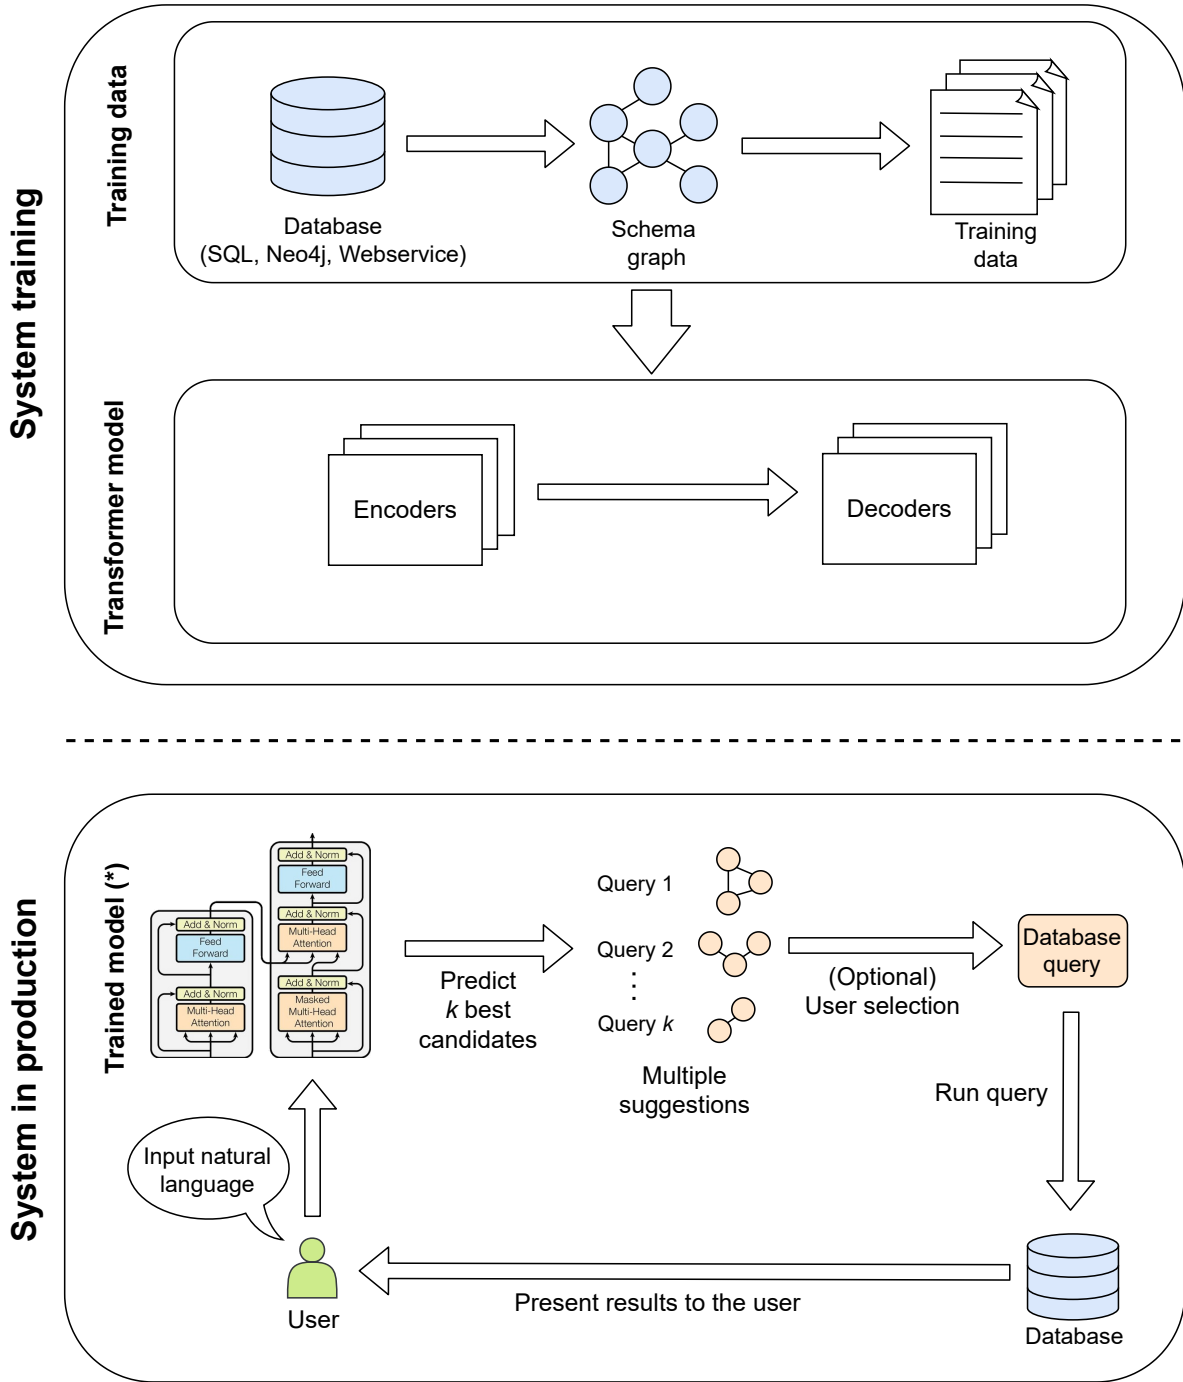 System training
Training data
Database
(SQL, Neo4j, Webservice)
Schema
graph
Training
data
Transformer model
Encoders
Decoders
System in production
Trained model (*)
Add & Norm
Feed
Forward
Add & Norm
Multi-Head
Attention
Add & Norm
Feed
Forward
Add & Norm
Multi-Head
Attention
Add & Norm
Masked
Multi-Head
Attention
Predict
k best
candidates
Query 1
Query 2
⋮
Query k
Multiple
suggestions
(Optional)
User selection
Database
query
Run query
Input natural
language
User
Present results to the user
Database